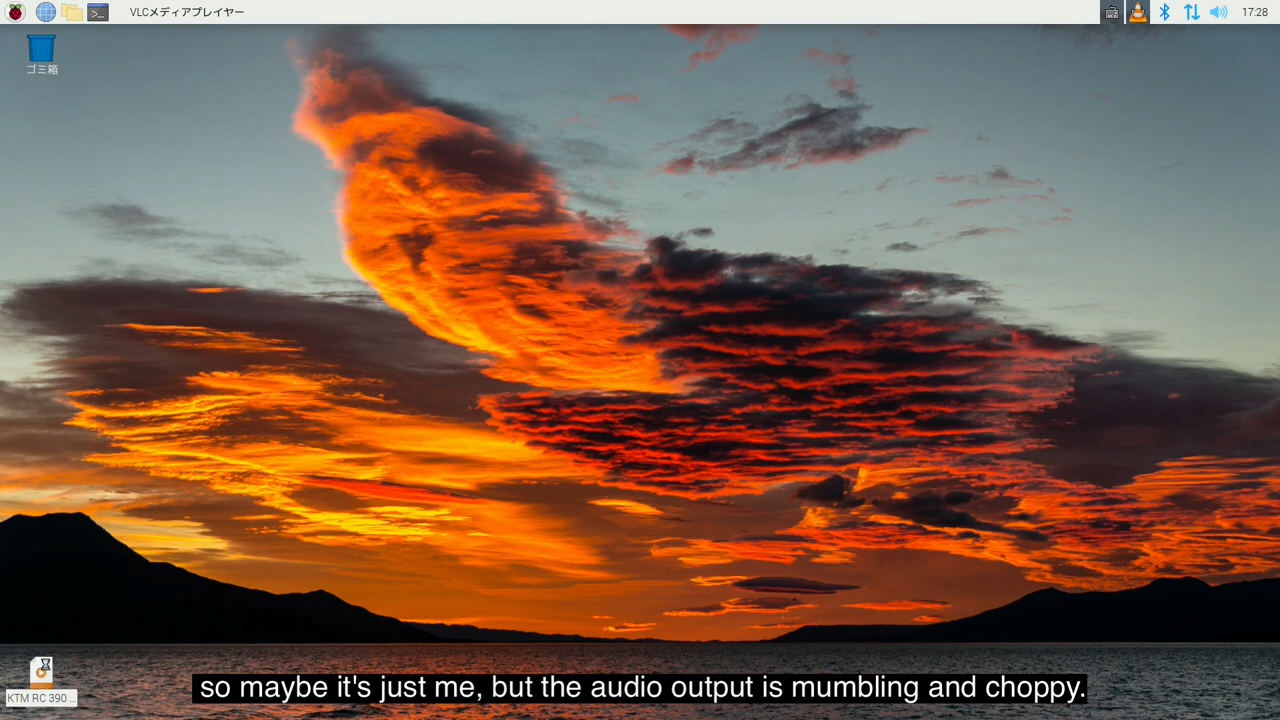 VLCメディアプレイヤー
17:28
ゴミ箱
KTM RC 390 ...
so maybe it's just me, but the audio output is mumbling and choppy.